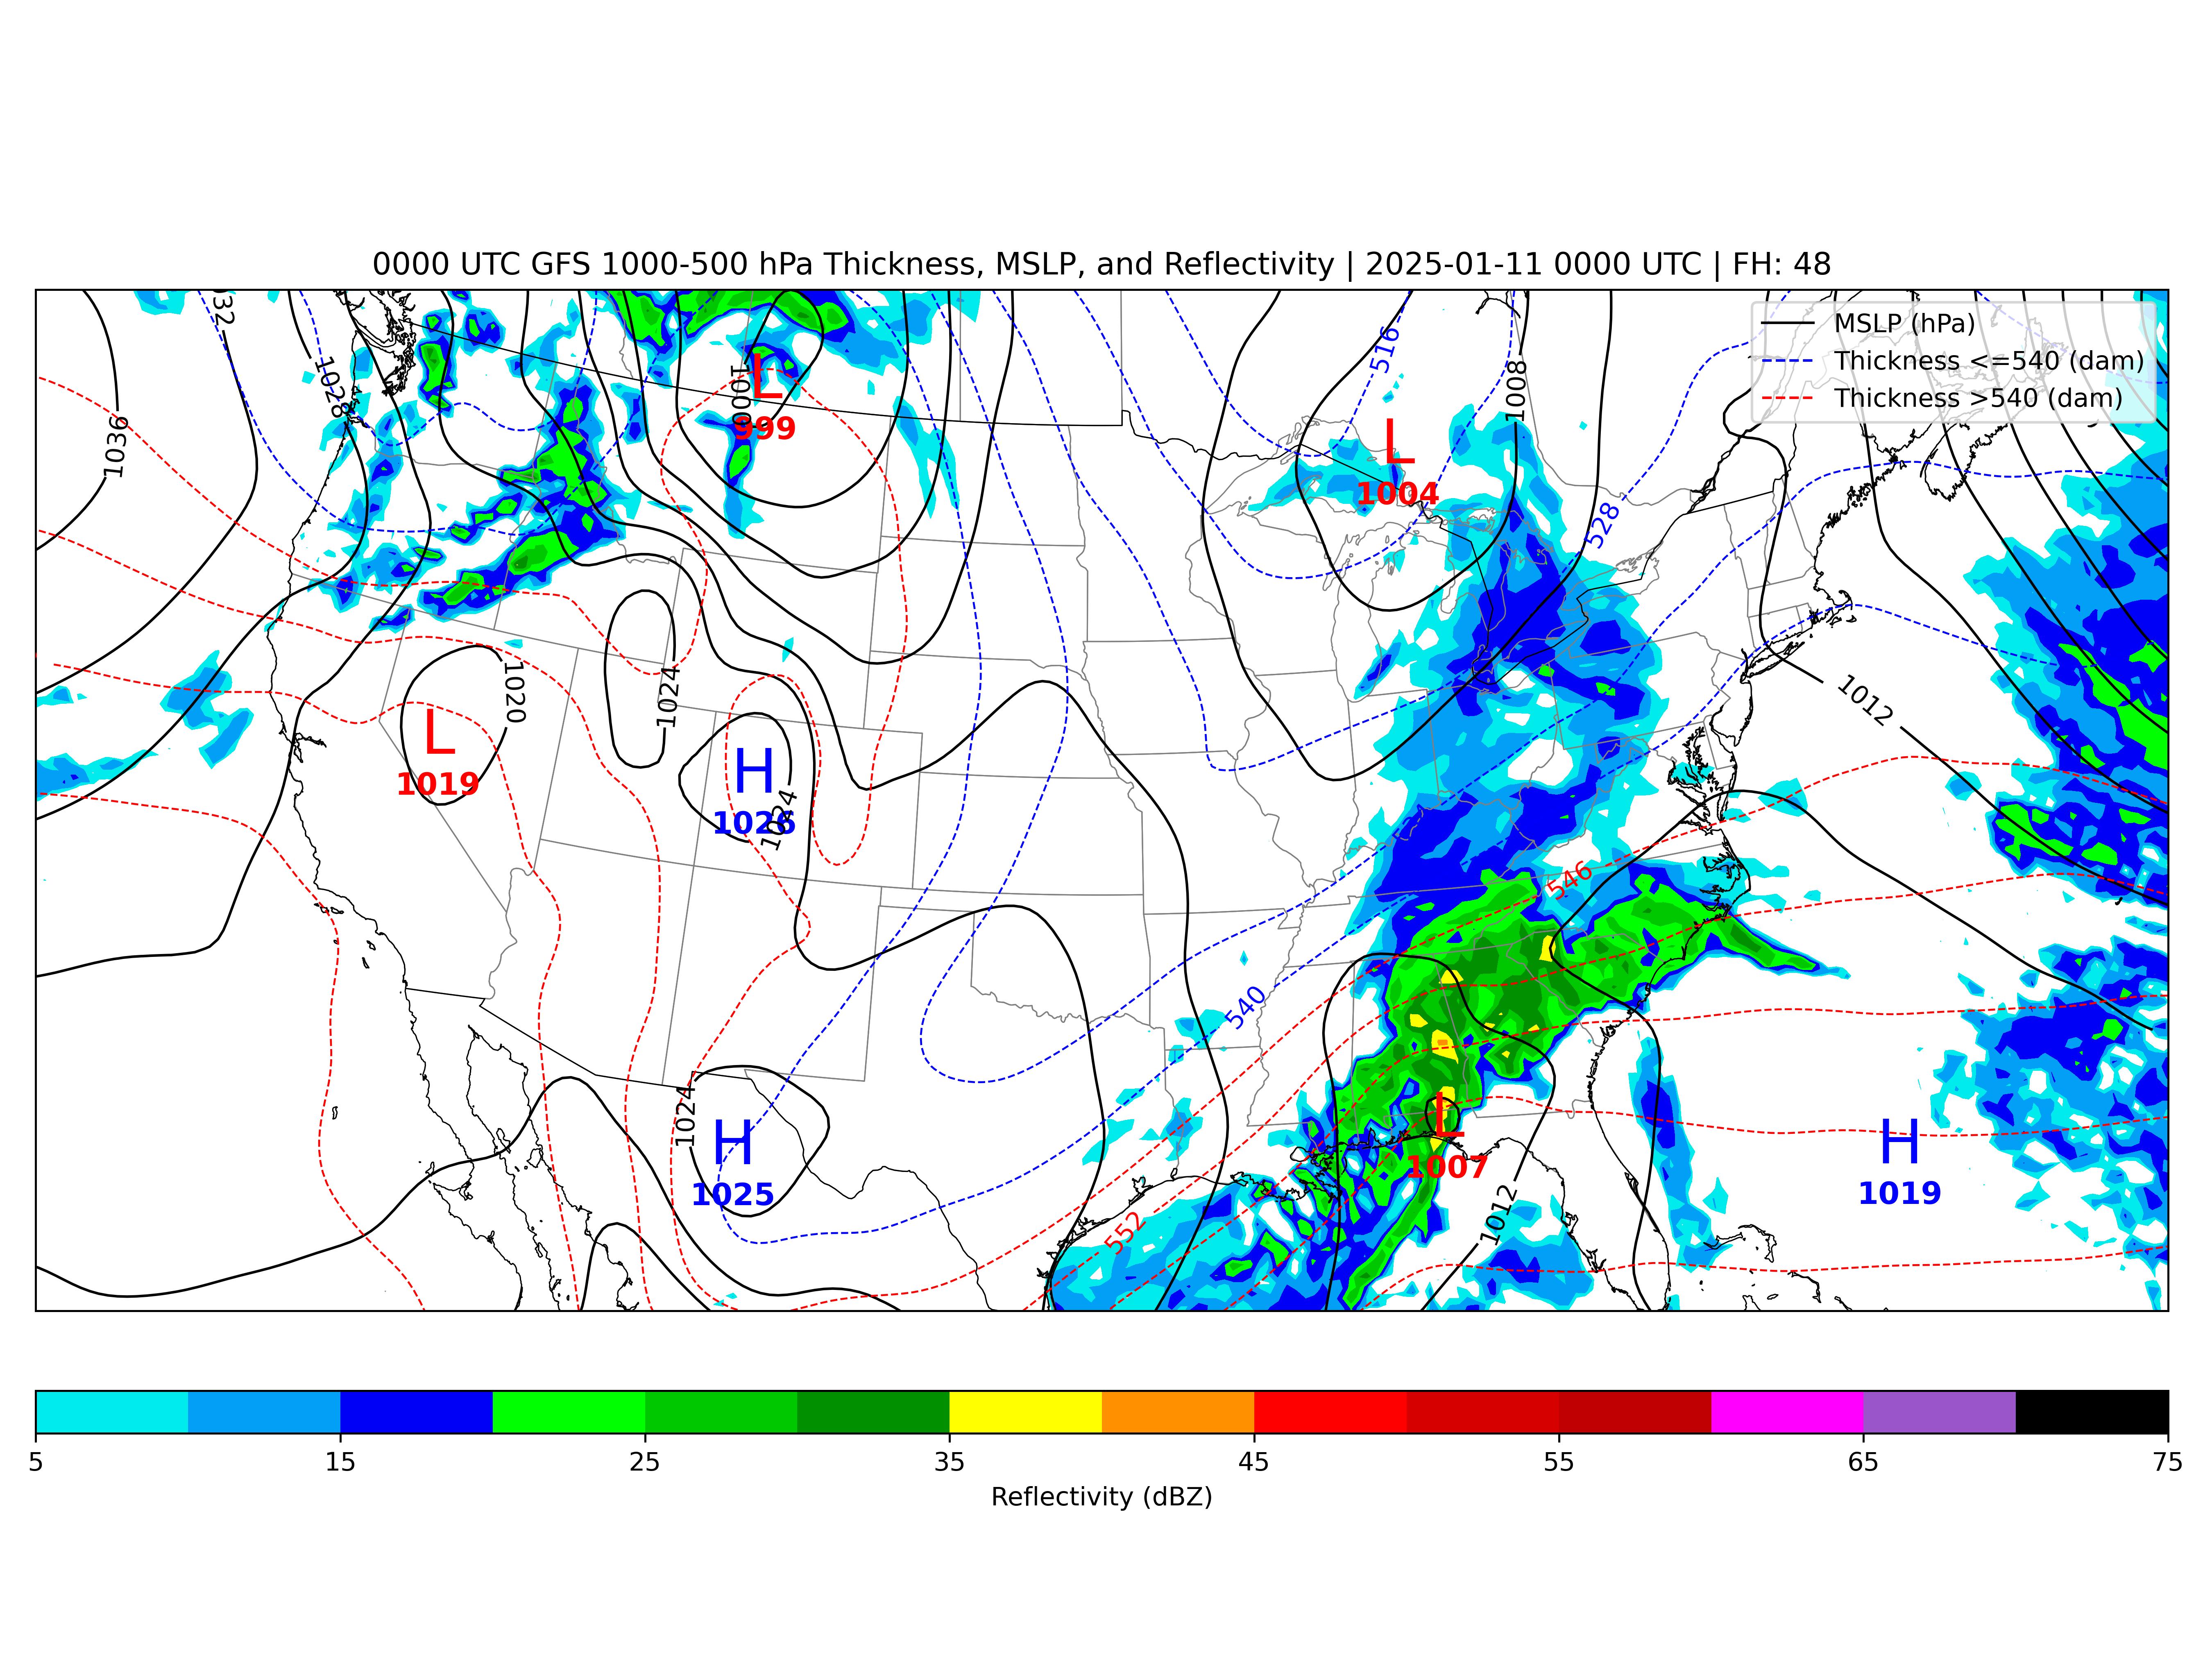 0000 UTC GFS 1000-500 hPa Thickness, MSLP, and Reflectivity | 2025-01-11 0000 UTC | FH: 48
MSLP (hPa)
Thickness <=540 (dam)
Thickness >540 (dam)
1028
516
1000
1008
L
999
1036
L
1004
528
1020
1024
1012
L
1019
H
1026
1024
546
540
1024
H
1025
L
1007
H
1019
1012
552
5
15
25
35
45
55
65
75
Reflectivity (dBZ)